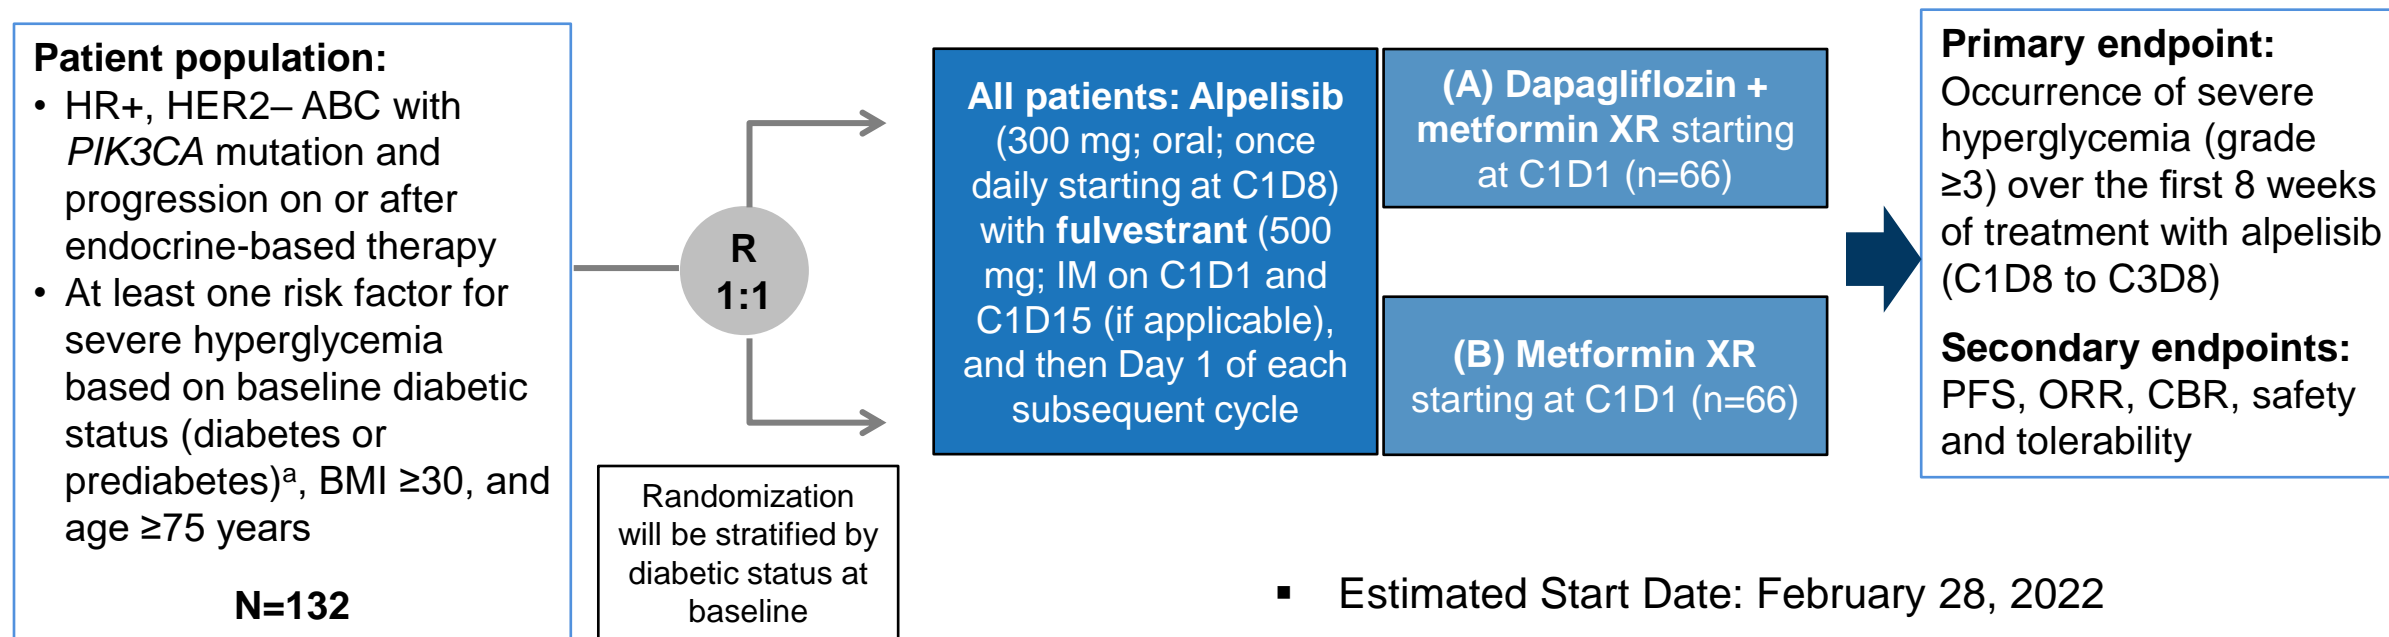 Patient population:
• HR+, HER2– ABC with
PIK3CA mutation and
progression on or after
endocrine-based therapy
• At least one risk factor for
severe hyperglycemia
based on baseline diabetic
status (diabetes or
prediabetes)ᵃ, BMI ≥30, and
age ≥75 years
N=132
R
1:1
Randomization
will be stratified by
diabetic status at
baseline
All patients: Alpelisib
(300 mg; oral; once
daily starting at C1D8)
with fulvestrant (500
mg; IM on C1D1 and
C1D15 (if applicable),
and then Day 1 of each
subsequent cycle
(A) Dapagliflozin +
metformin XR starting
at C1D1 (n=66)
(B) Metformin XR
starting at C1D1 (n=66)
Primary endpoint:
Occurrence of severe
hyperglycemia (grade
≥3) over the first 8 weeks
of treatment with alpelisib
(C1D8 to C3D8)
Secondary endpoints:
PFS, ORR, CBR, safety
and tolerability
▪ Estimated Start Date: February 28, 2022